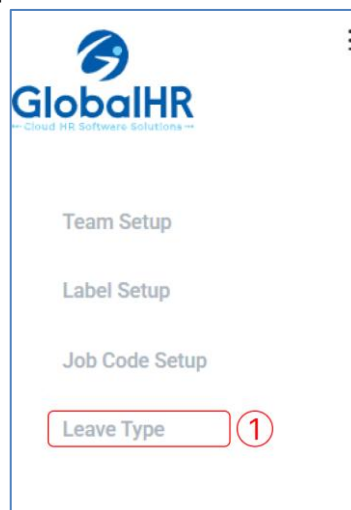 GlobalHR
Cloud HR Software Solutions
Team Setup
Label Setup
Job Code Setup
Leave Type
1